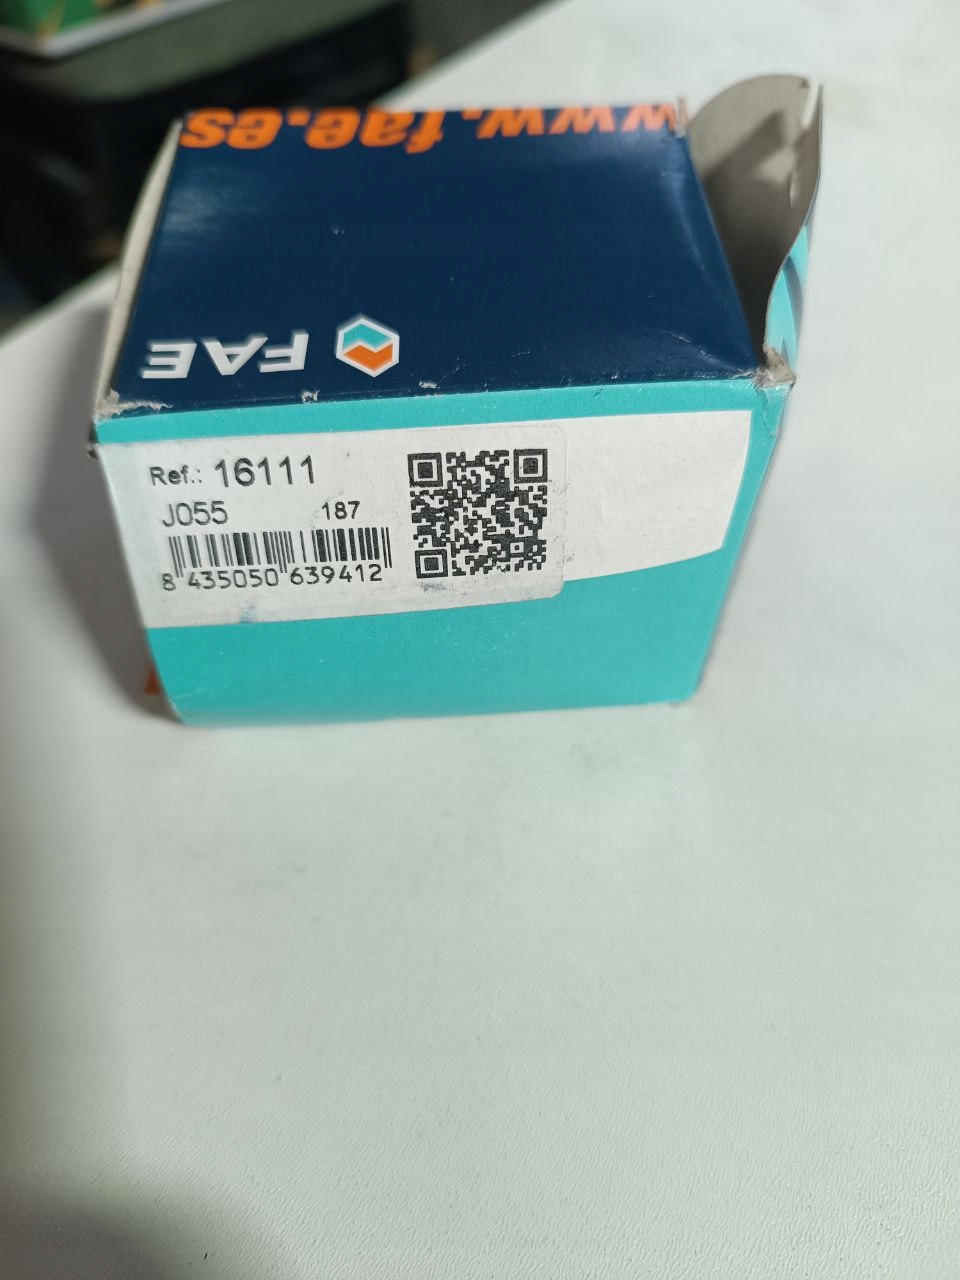 www.fae.es
FAE
Ref.: 16111
J055 187
8 435050 639412